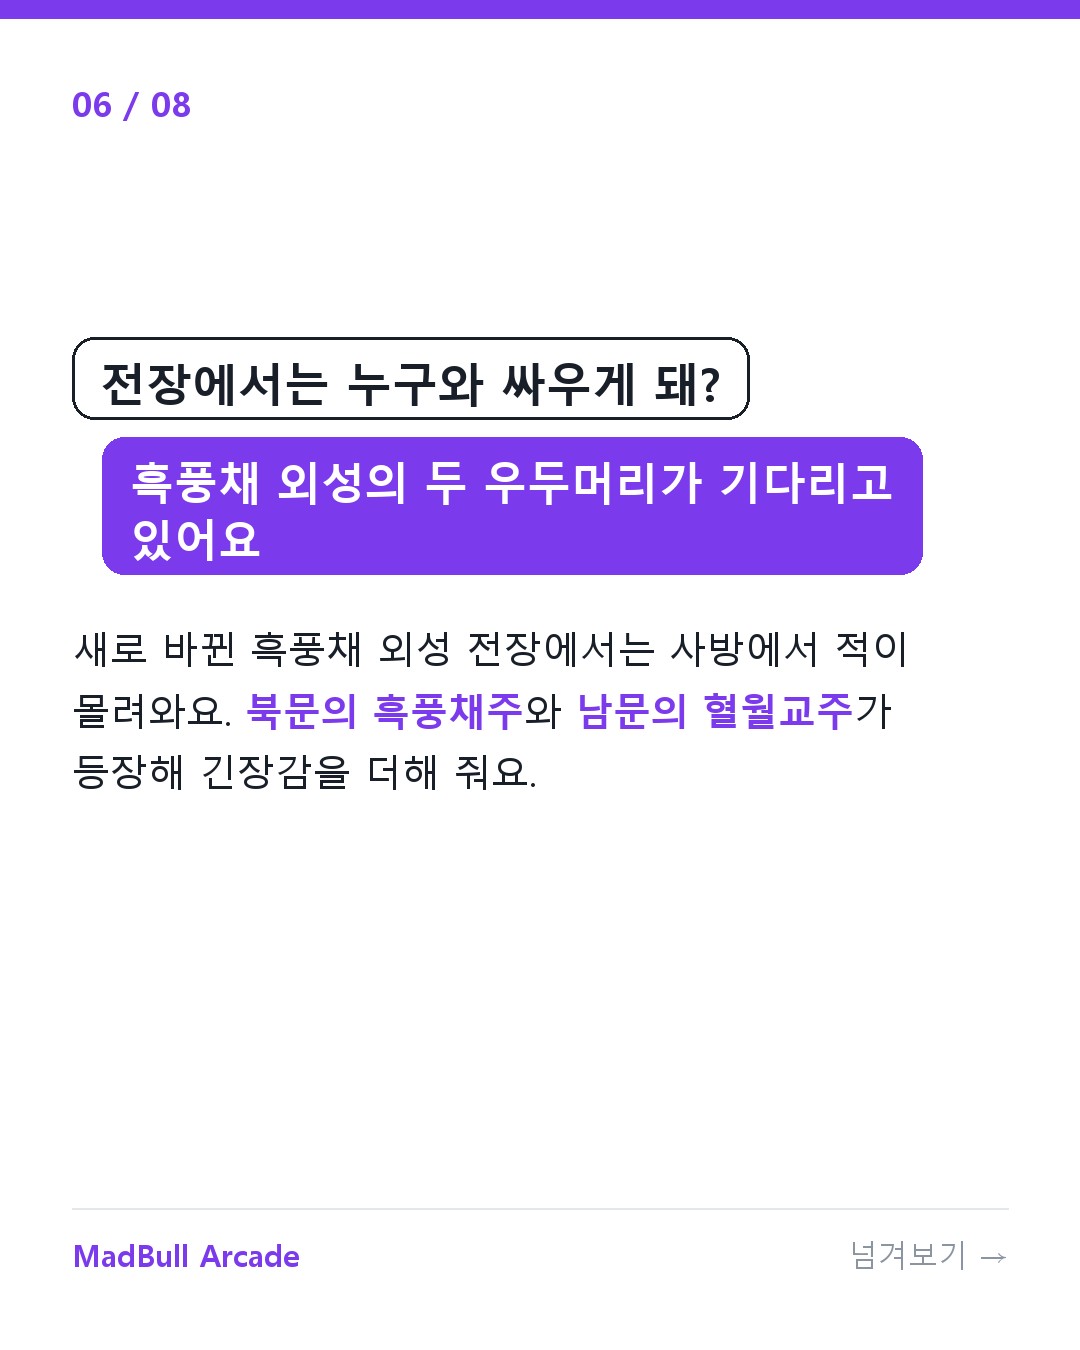 06 / 08
전장에서는 누구와 싸우게 돼?
흑풍채 외성의 두 우두머리가 기다리고
있어요
새로 바뀐 흑풍채 외성 전장에서는 사방에서 적이
몰려와요. 북문의 흑풍채주와 남문의 혈월교주가
등장해 긴장감을 더해 줘요.
MadBull Arcade
넘겨보기 →